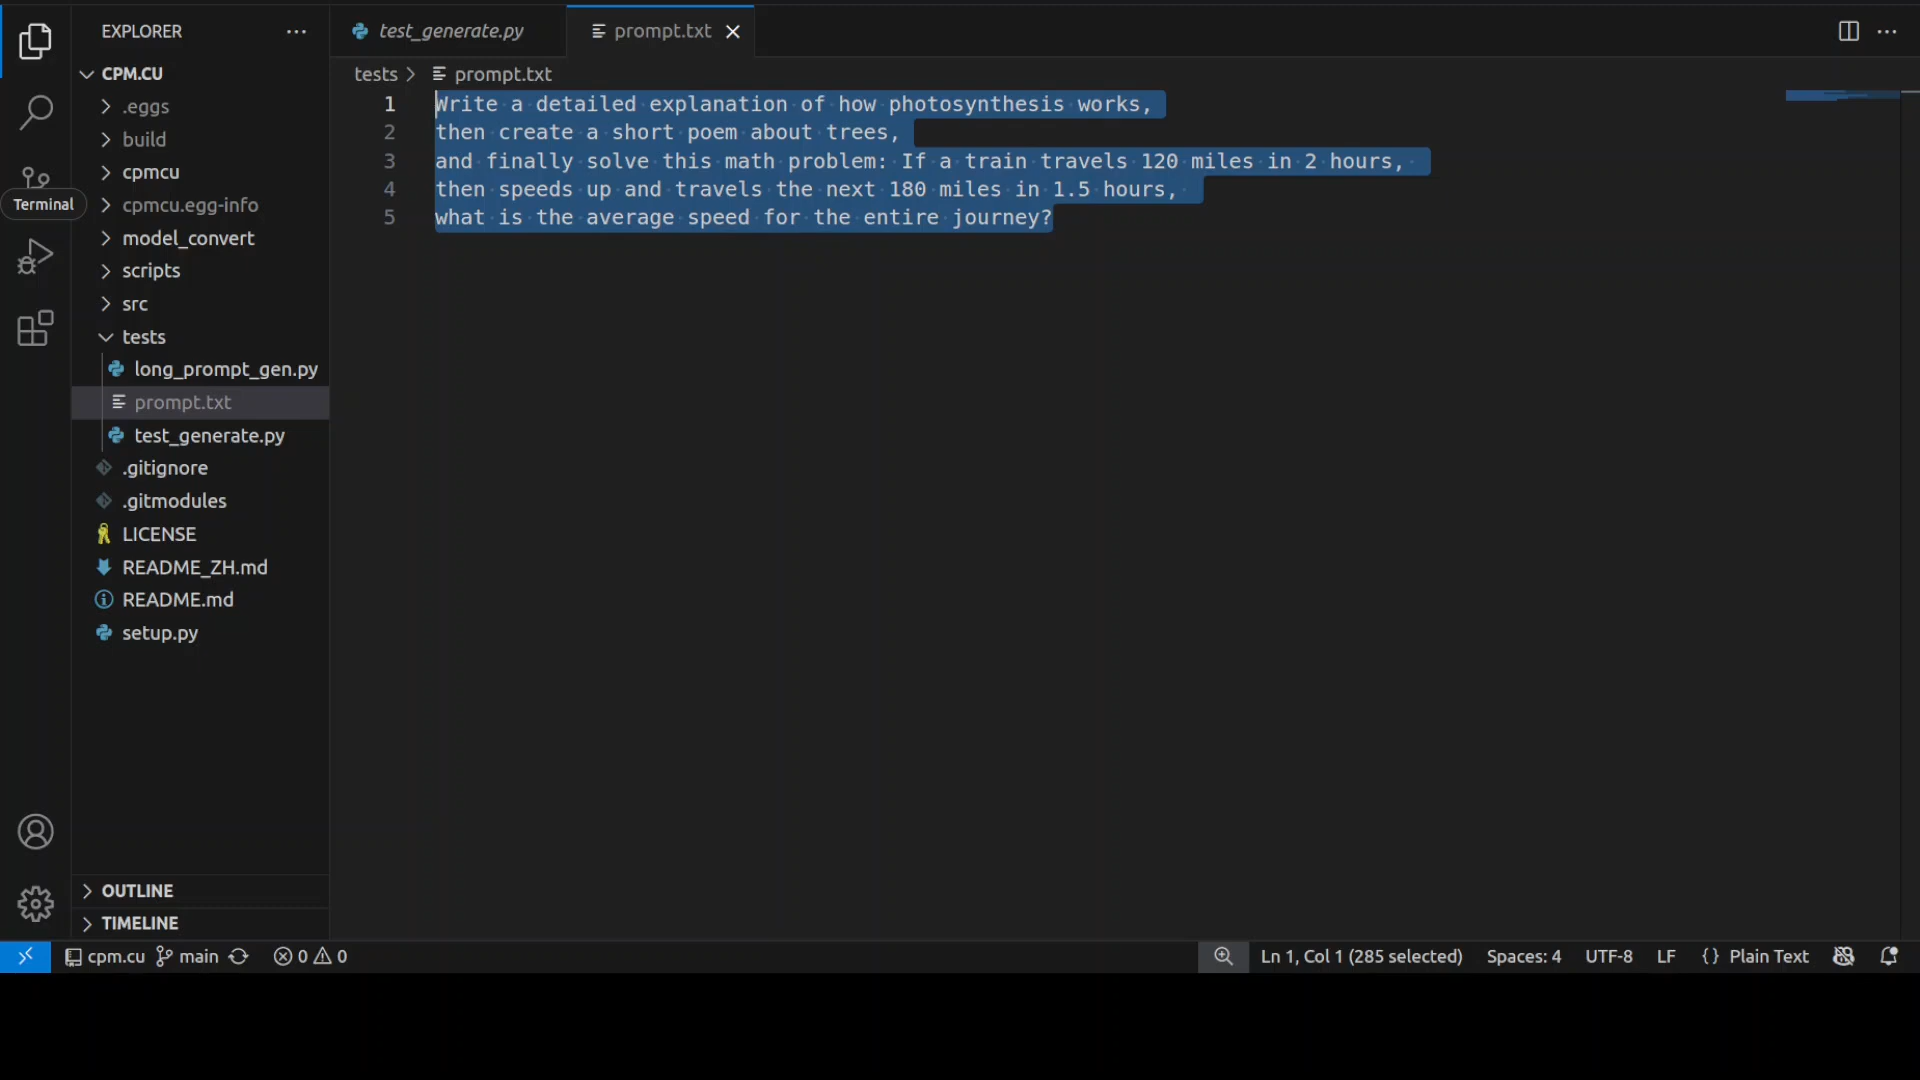 EXPLORER
test_generate.py
prompt.txt
CPM.CU
tests > prompt.txt
.eggs
build
cpmcu
cpmcu.egg-info
model_convert
scripts
src
tests
long_prompt_gen.py
prompt.txt
test_generate.py
.gitignore
.gitmodules
LICENSE
README_ZH.md
README.md
setup.py
Terminal
1 Write a detailed explanation of how photosynthesis works,
2 then create a short poem about trees,
3 and finally solve this math problem: If a train travels 120 miles in 2 hours,
4 then speeds up and travels the next 180 miles in 1.5 hours,
5 what is the average speed for the entire journey?
OUTLINE
TIMELINE
cpm.cu main 0 0 Ln 1, Col 1 (285 selected) Spaces: 4 UTF-8 LF {} Plain Text